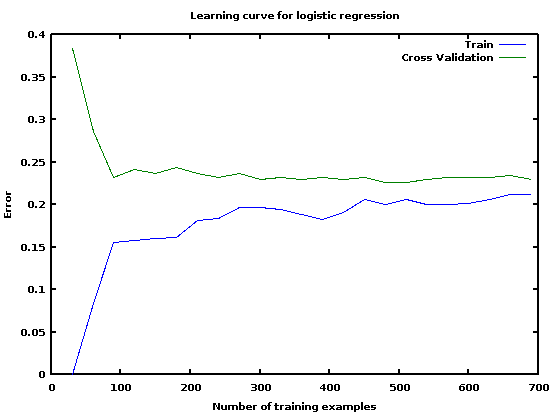 Learning curve for logistic regression
Train
Cross Validation
0.4
0.35
0.3
0.25
0.2
0.15
0.1
0.05
0
Error
0 100 200 300 400 500 600 700
Number of training examples